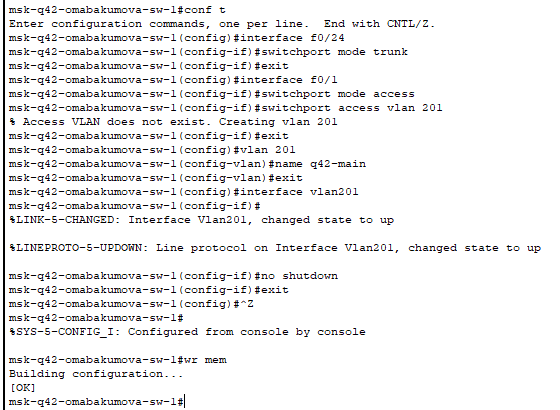 msk-q42-omabakumova-sw-1#conf t
Enter configuration commands, one per line.  End with CNTL/Z.
msk-q42-omabakumova-sw-1(config)#interface f0/24
msk-q42-omabakumova-sw-1(config-if)#switchport mode trunk
msk-q42-omabakumova-sw-1(config-if)#exit
msk-q42-omabakumova-sw-1(config)#interface f0/1
msk-q42-omabakumova-sw-1(config-if)#switchport mode access
msk-q42-omabakumova-sw-1(config-if)#switchport access vlan 201
% Access VLAN does not exist. Creating vlan 201
msk-q42-omabakumova-sw-1(config-if)#exit
msk-q42-omabakumova-sw-1(config)#vlan 201
msk-q42-omabakumova-sw-1(config-vlan)#name q42-main
msk-q42-omabakumova-sw-1(config-vlan)#exit
msk-q42-omabakumova-sw-1(config)#interface vlan201
msk-q42-omabakumova-sw-1(config-if)#
%LINK-5-CHANGED: Interface Vlan201, changed state to up
%LINEPROTO-5-UPDOWN: Line protocol on Interface Vlan201, changed state to up
msk-q42-omabakumova-sw-1(config-if)#no shutdown
msk-q42-omabakumova-sw-1(config-if)#exit
msk-q42-omabakumova-sw-1(config)#^Z
msk-q42-omabakumova-sw-1#
%SYS-5-CONFIG_I: Configured from console by console
msk-q42-omabakumova-sw-1#wr mem
Building configuration...
[OK]
msk-q42-omabakumova-sw-1#